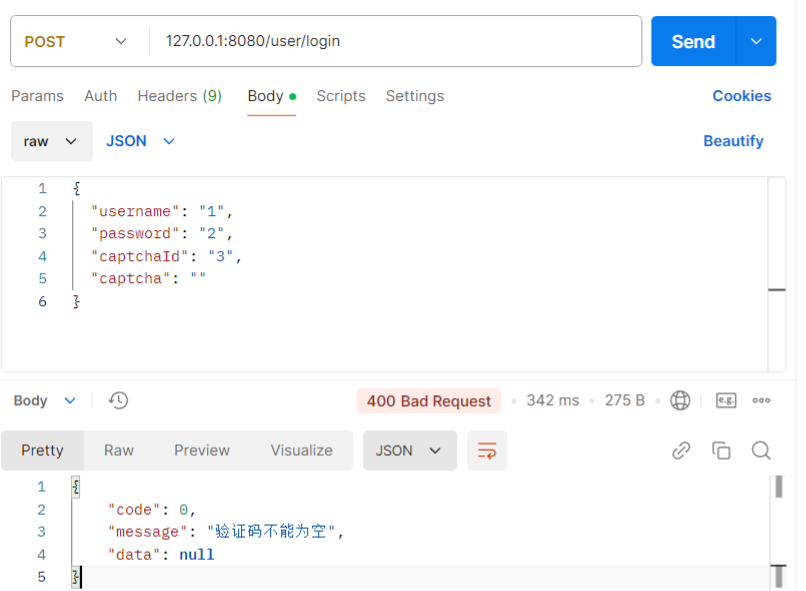 POST 127.0.0.1:8080/user/login Send
Params Auth Headers (9) Body Scripts Settings Cookies
raw JSON Beautify
1 {
2 "username": "1",
3 "password": "2",
4 "captchaId": "3",
5 "captcha": ""
6 }
Body 400 Bad Request 342 ms 275 B e.g.
Pretty Raw Preview Visualize JSON
1 {
2 "code": 0,
3 "message": "验证码不能为空",
4 "data": null
5 }